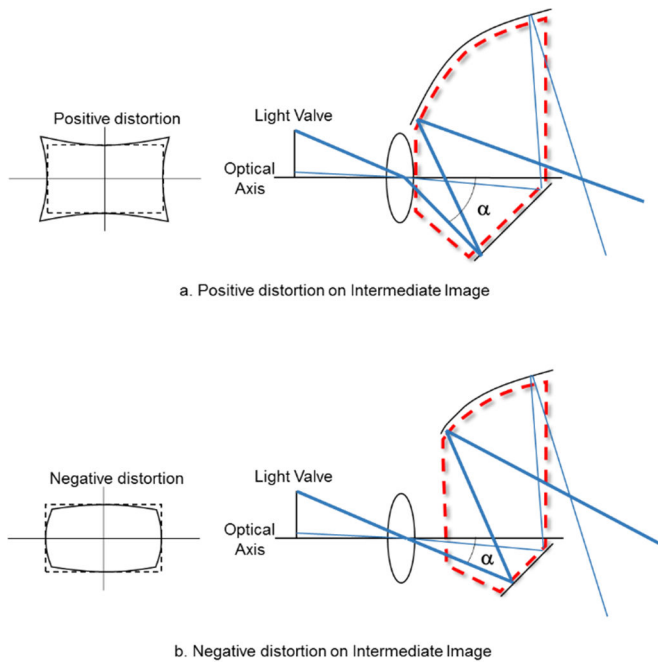 Positive distortion
Light Valve
Optical
Axis
α
a. Positive distortion on Intermediate Image
Negative distortion
Light Valve
Optical
Axis
α
b. Negative distortion on Intermediate Image